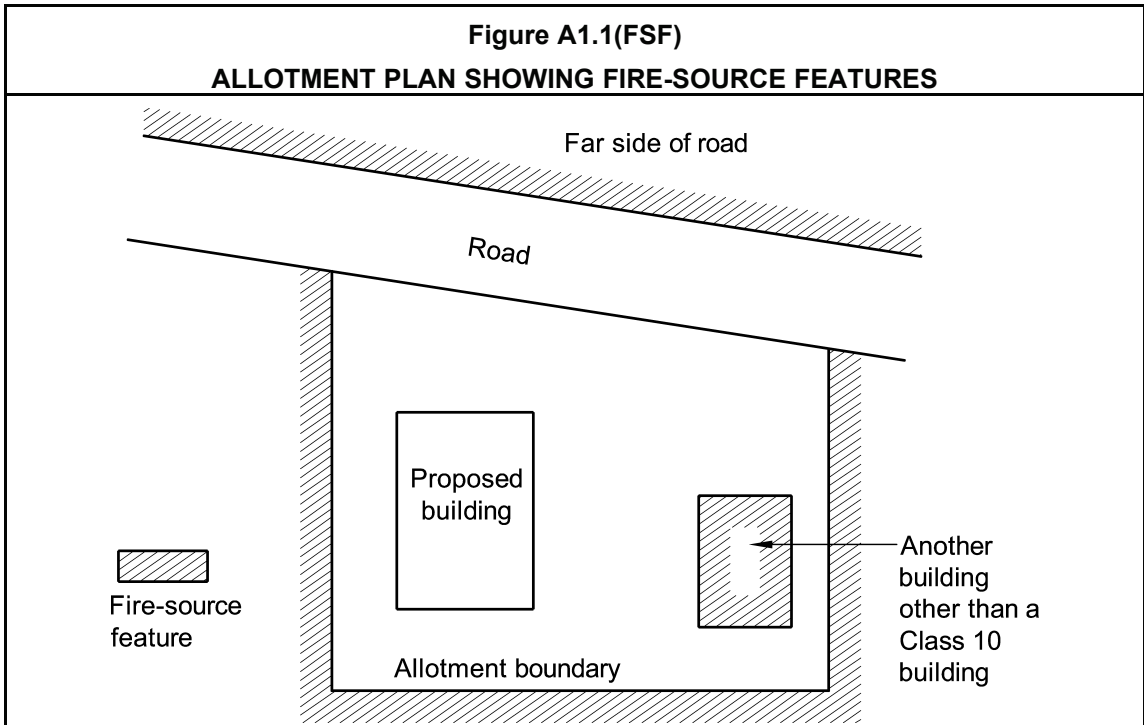 Figure A1.1(FSF)
ALLOTMENT PLAN SHOWING FIRE-SOURCE FEATURES
Far side of road
Road
Proposed
building
Another
building
other than a
Class 10
building
Fire-source
feature
Allotment boundary